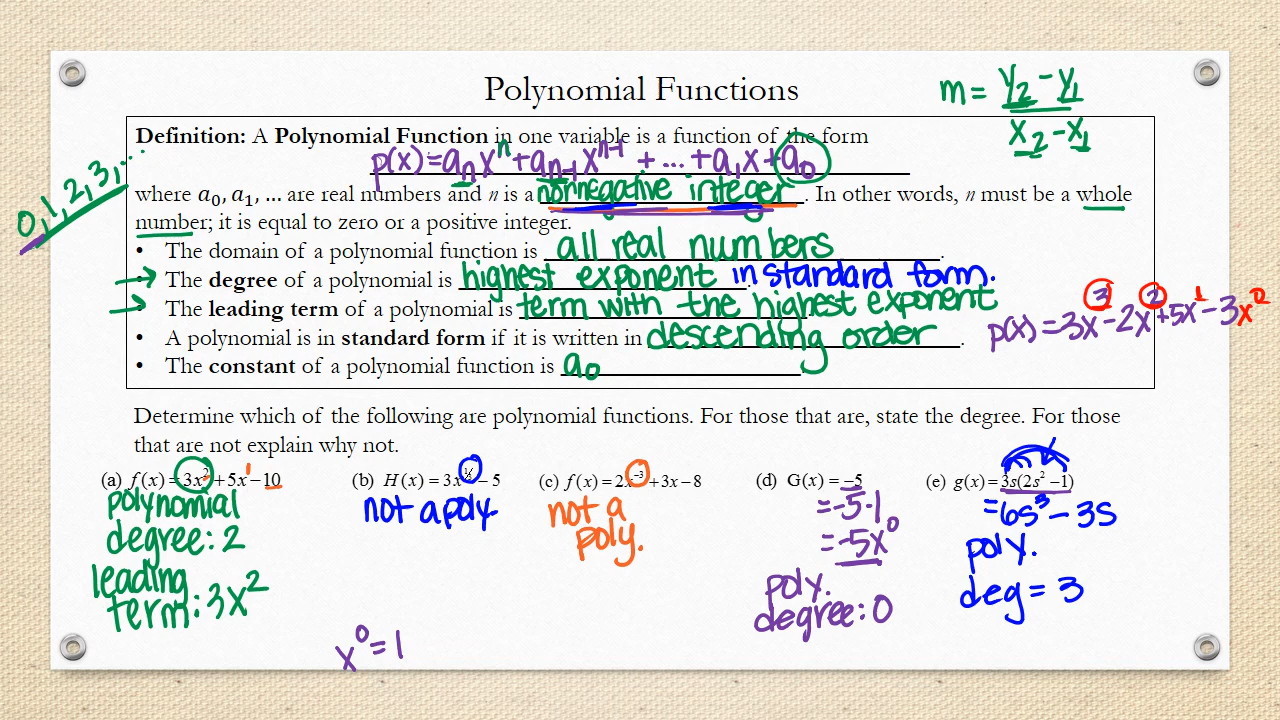 Polynomial Functions
m = y₂ - y₁ / x₂ - x₁
Definition: A Polynomial Function in one variable is a function of the form
p(x) = aₙxⁿ + aₙ₋₁xⁿ⁻¹ + ... + a₁x + a₀
0, 1, 2, 3, ...
where a₀, a₁, ... are real numbers and n is a nonnegative integer. In other words, n must be a whole
number; it is equal to zero or a positive integer.
• The domain of a polynomial function is all real numbers.
→ The degree of a polynomial is highest exponent. in standard form.
→ • The leading term of a polynomial is term with the highest exponent
• A polynomial is in standard form if it is written in descending order.
p(x) = 3x³ - 2x² + 5x¹ - 3x⁰
• The constant of a polynomial function is a₀.
Determine which of the following are polynomial functions. For those that are, state the degree. For those
that are not explain why not.
(a) f(x) = 3x² + 5x¹ - 10
polynomial
degree: 2
leading
term: 3x²
(b) H(x) = 3x^½ - 5
not a poly.
(c) f(x) = 2x⁻³ + 3x - 8
not a
poly.
(d) G(x) = -5
= -5·1
= -5x⁰
poly.
degree: 0
(e) g(x) = 3s(2s² - 1)
= 6s³ - 3s
poly.
deg = 3
x⁰ = 1